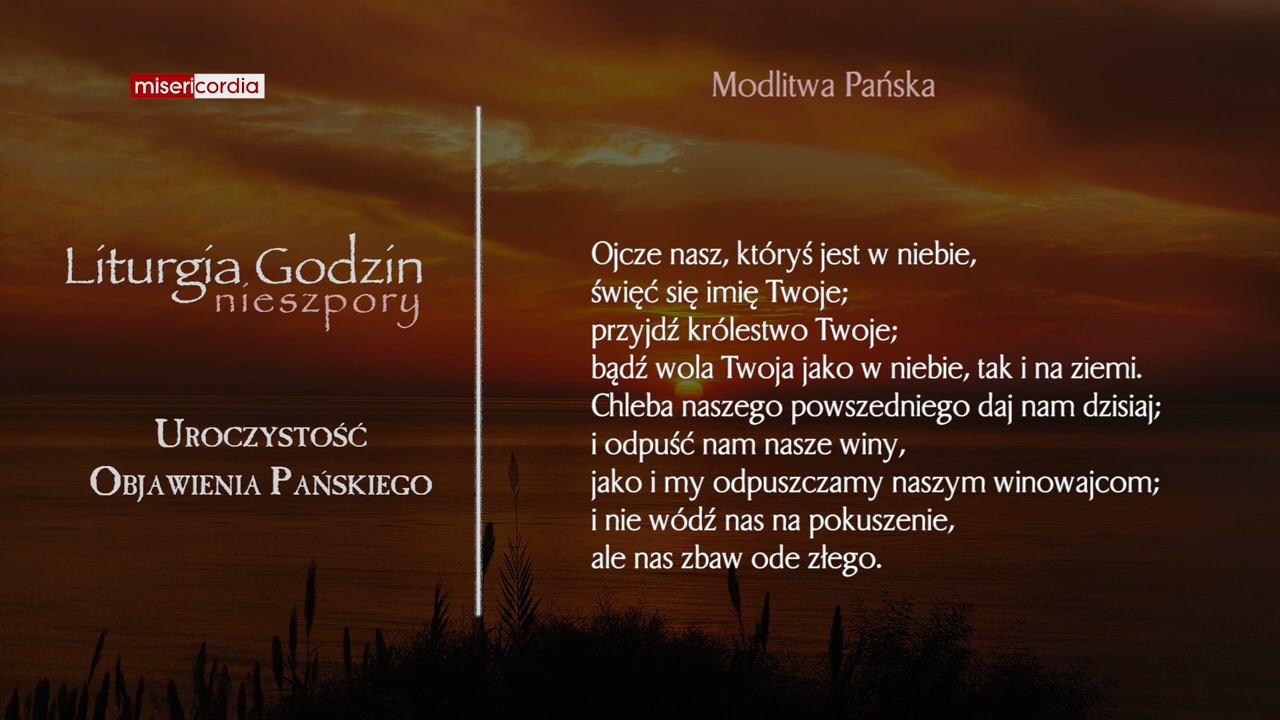 misericordia
Liturgia Godzin
nieszpory
Uroczystość
Objawienia Pańskiego
Modlitwa Pańska
Ojcze nasz, któryś jest w niebie,
święć się imię Twoje;
przyjdź królestwo Twoje;
bądź wola Twoja jako w niebie, tak i na ziemi.
Chleba naszego powszedniego daj nam dzisiaj;
i odpuść nam nasze winy,
jako i my odpuszczamy naszym winowajcom;
i nie wódź nas na pokuszenie,
ale nas zbaw ode złego.